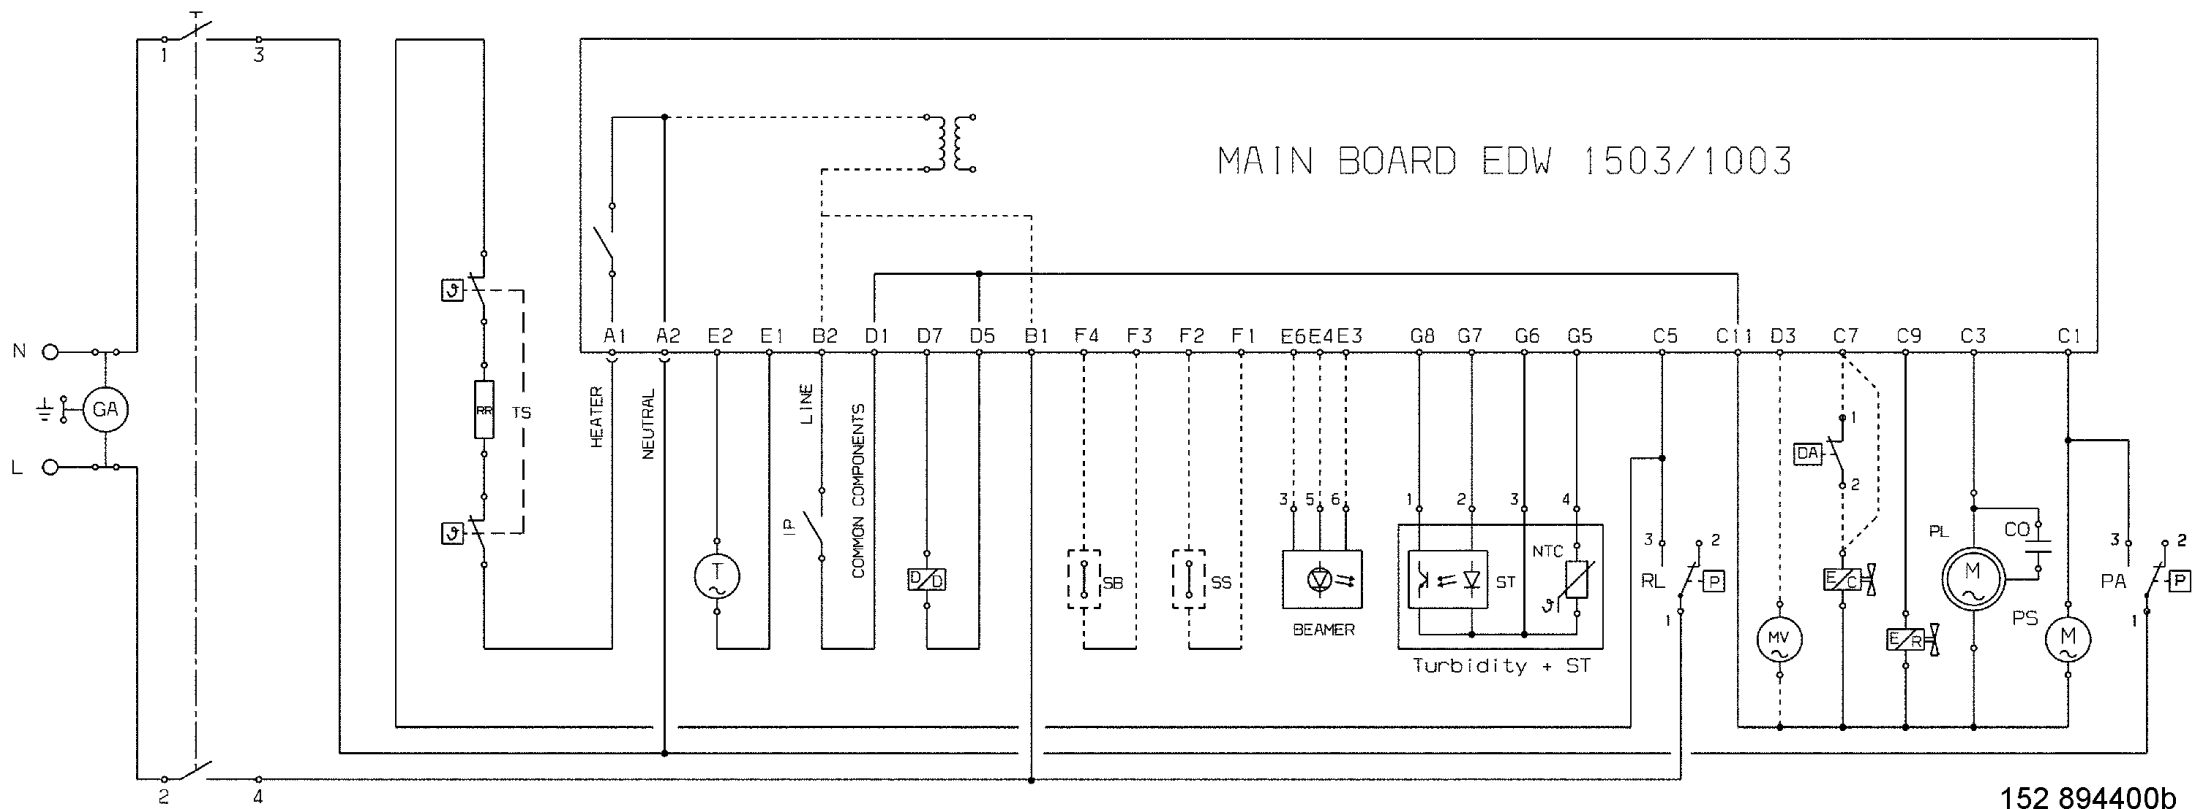 1
3
MAIN BOARD EDW 1503/1003
ϑ
A1 A2 E2 E1 B2 D1 D7 D5 B1 F4 F3 F2 F1 E6 E4 E3 G8 G7 G6 G5 C5 C11 D3 C7 C9 C3 C1
N
GA
L
RR
TS
HEATER
NEUTRAL
LINE
COMMON COMPONENTS
1
DA
2
3 5 6
1 2 3 4
IP
ϑ
T
D/D
SB
SS
BEAMER
NTC
ST
ϑ
Turbidity + ST
3 2
RL
P
1
MV
E/C
E/R
PL
CO
M
PS
M
3 2
PA
P
1
2
4
152 894400b